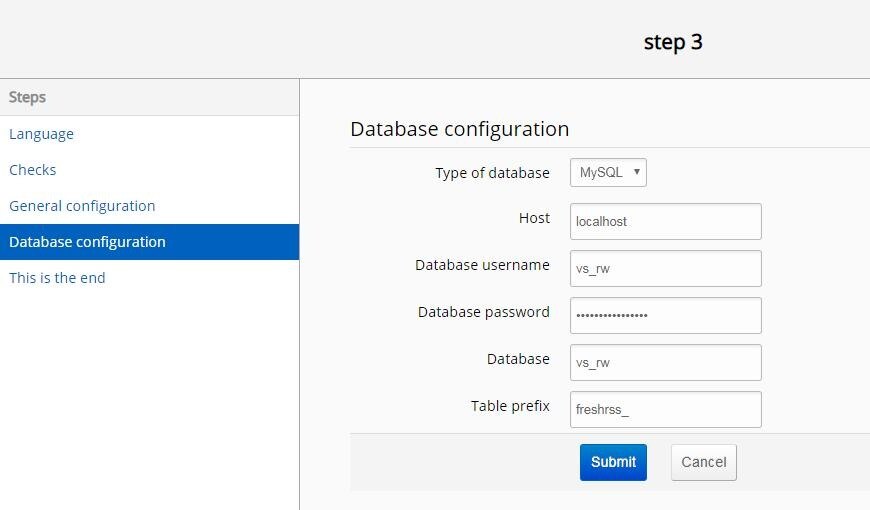 step 3
Steps
Language
Checks
General configuration
Database configuration
This is the end
Database configuration
Type of database MySQL
Host localhost
Database username vs_rw
Database password ••••••••••••••••
Database vs_rw
Table prefix freshrss_
Submit Cancel